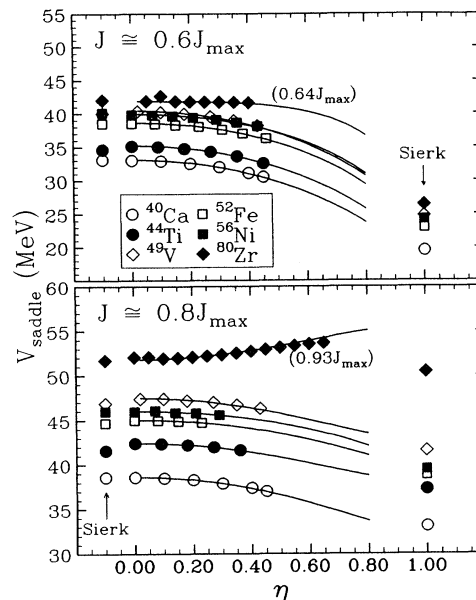 55
J ≅ 0.6J_max
50
45
(0.64J_max)
40
35
Sierk
30
⁴⁰Ca
⁵²Fe
25
⁴⁴Ti
⁵⁶Ni
20
⁴⁹V
⁸⁰Zr
V_saddle (MeV)
60
J ≅ 0.8J_max
55
(0.93J_max)
50
45
40
35
Sierk
30
0.00 0.20 0.40 0.60 0.80 1.00
η